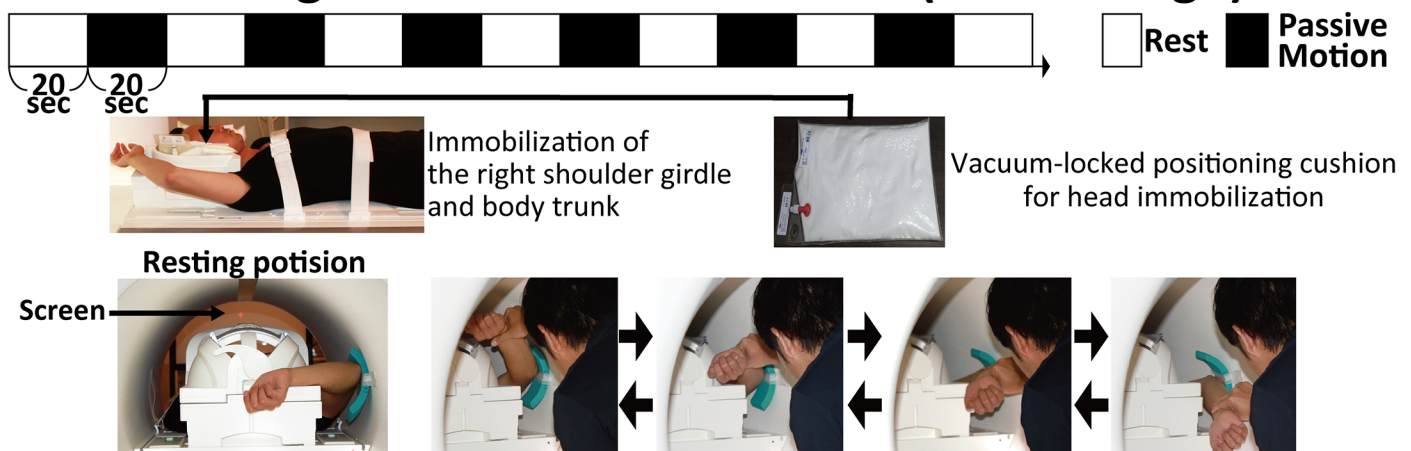 Rest
Passive
Motion
20
sec
20
sec
Immobilization of
the right shoulder girdle
and body trunk
Vacuum-locked positioning cushion
for head immobilization
Resting potision
Screen